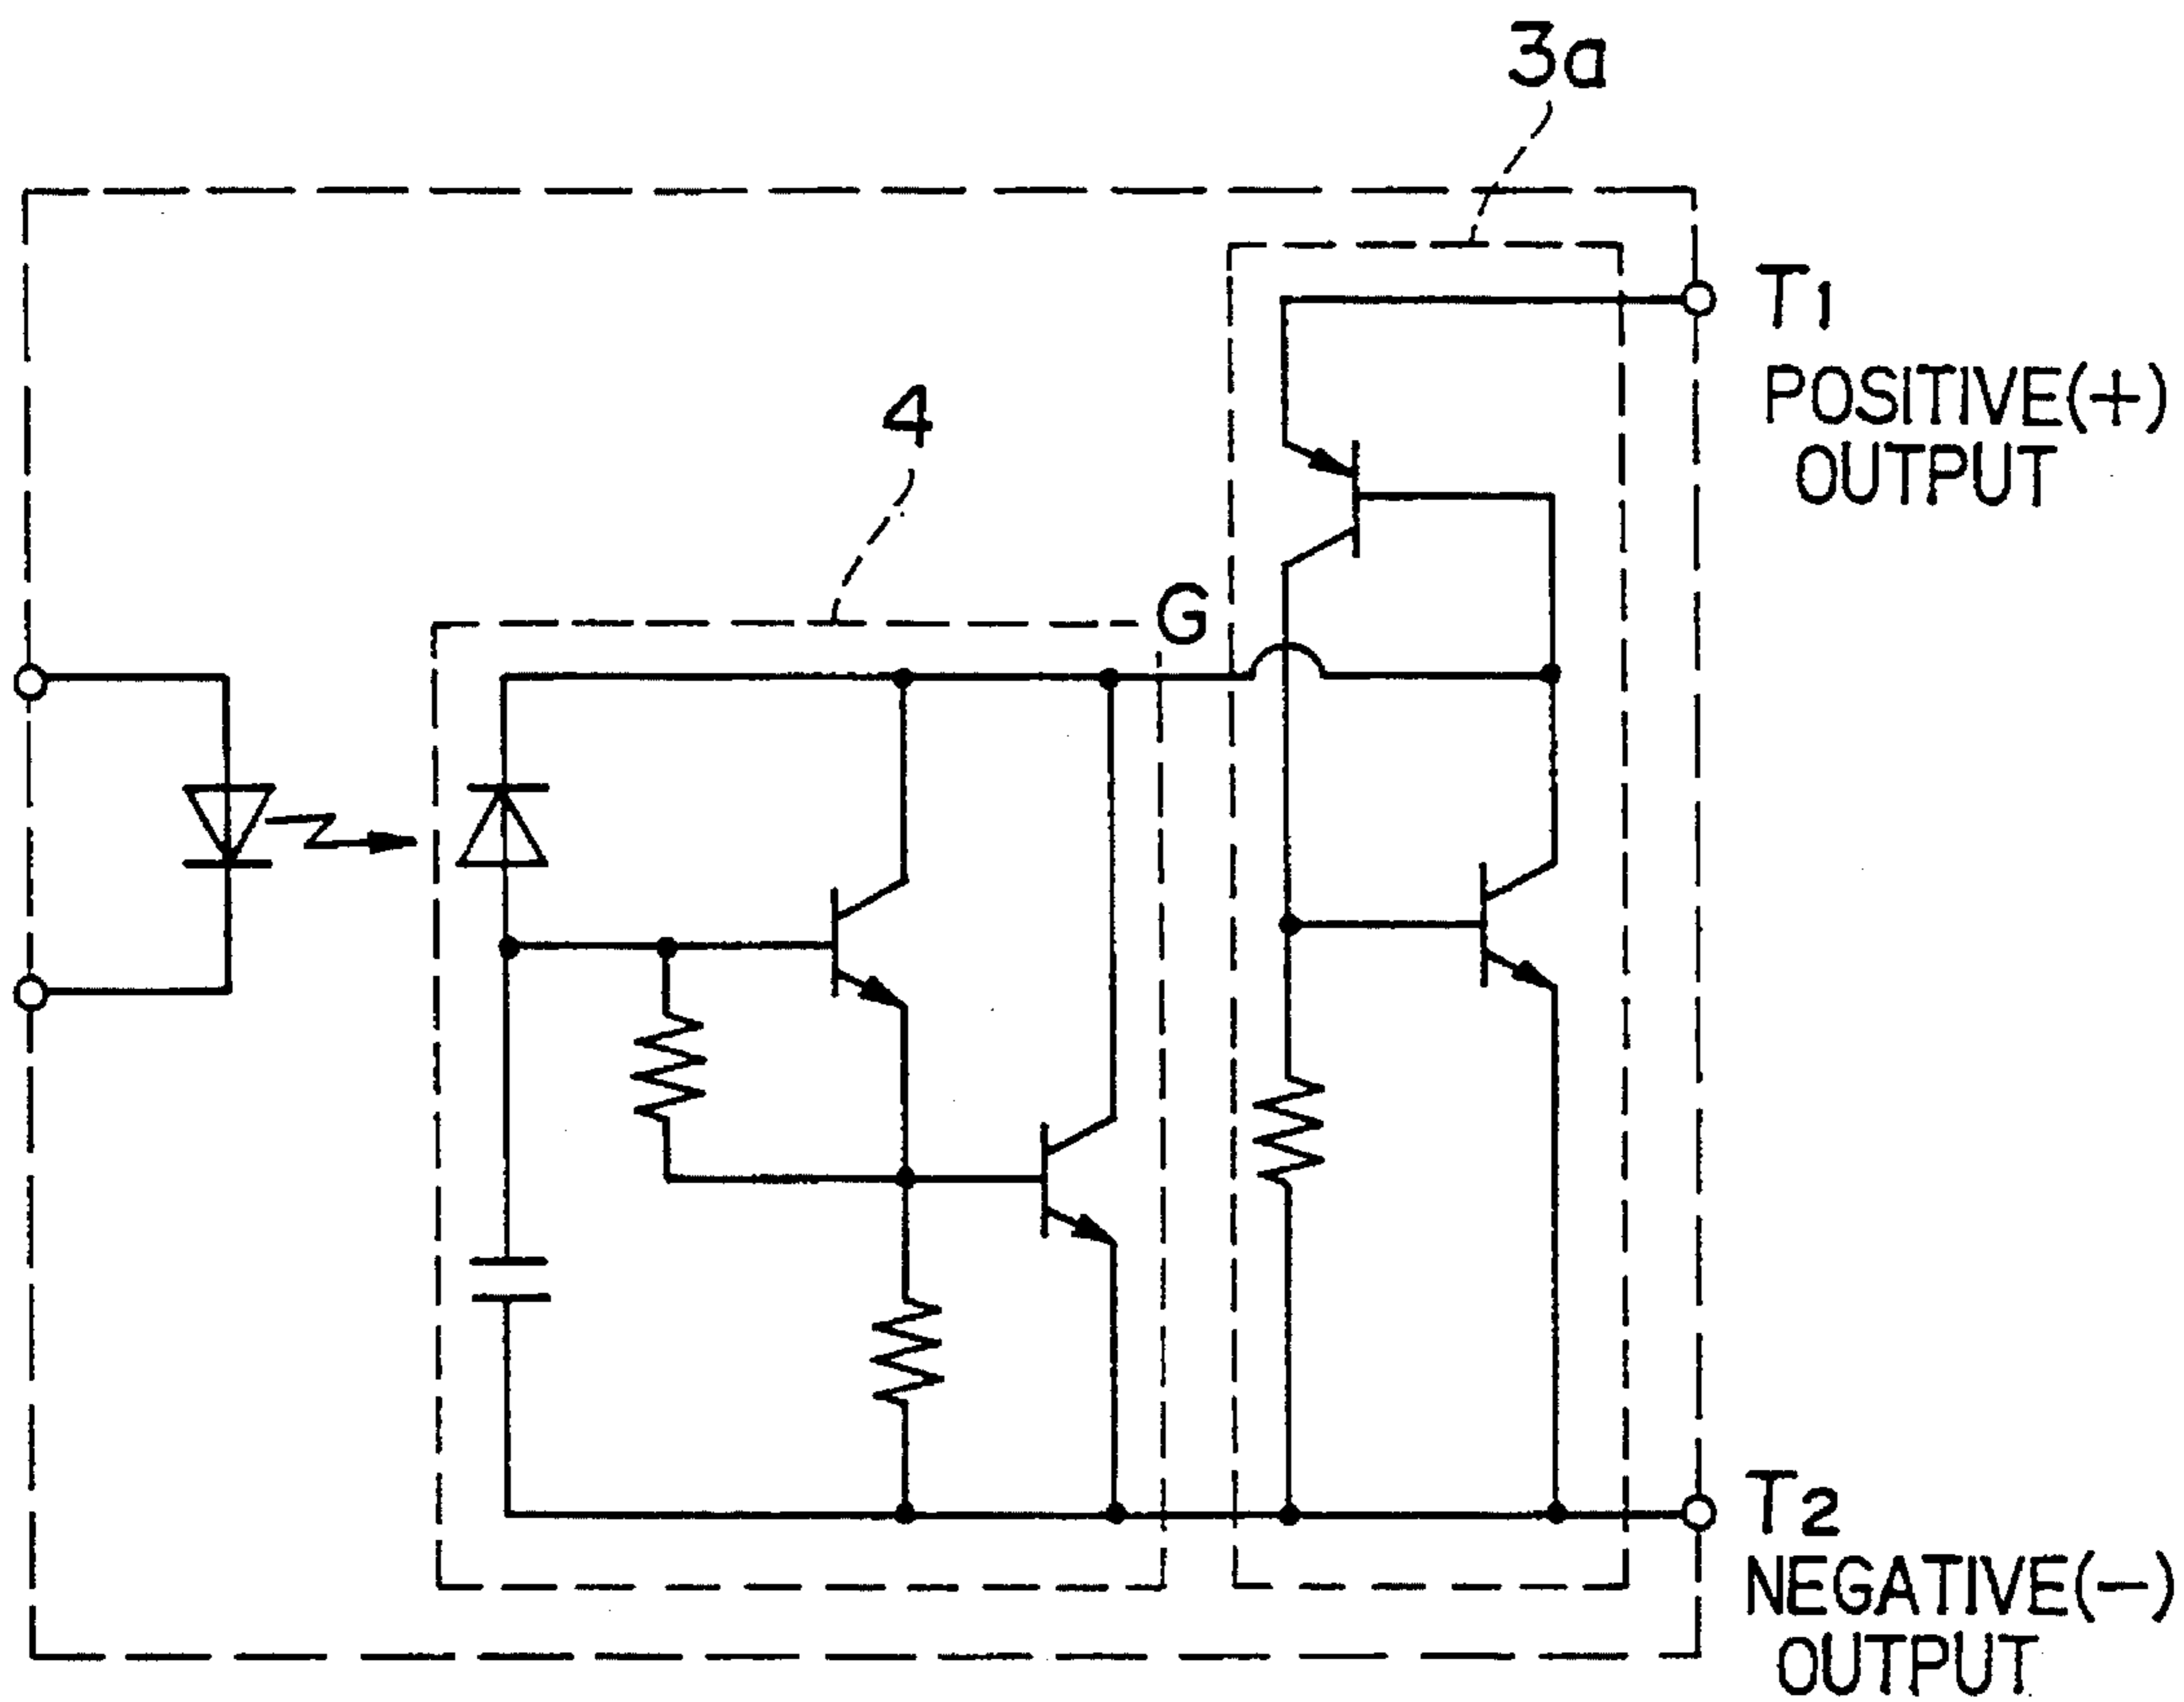 3a
T1
POSITIVE(+)
OUTPUT
4
G
T2
NEGATIVE(-)
OUTPUT